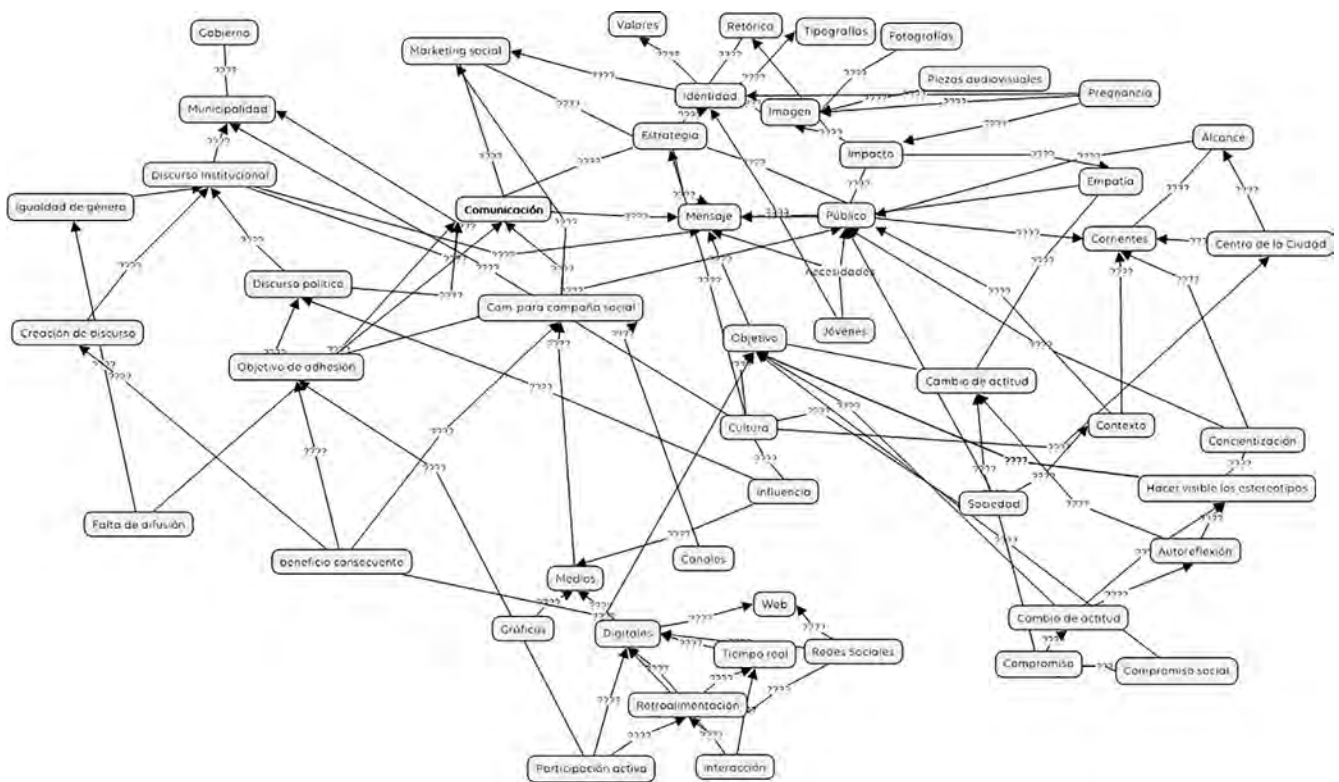 Gobierno
Valores
Retórica
Tipografías
Fotografías
Marketing social
Piezas audiovisuales
Pregnancia
Identidad
Imagen
Municipalidad
Estrategia
Alcance
Impacto
Discurso Institucional
Empatía
Igualdad de género
Comunicación
Mensaje
Público
Corrientes
Centro de la Ciudad
necesidades
Discurso político
Com. para campaña social
Creación de discurso
Jóvenes
Objetivo
Objetivo de adhesión
Cambio de actitud
Cultura
Contexto
Concientización
Influencia
Hacer visible los estereotipos
Sociedad
Falta de difusión
Autoreflexión
Beneficio consecuente
Canales
Medios
Web
Cambio de actitud
Gráficas
Digitales
Tiempo real
Redes Sociales
Compromiso
Compromiso social
Retroalimentación
Participación activa
Interacción